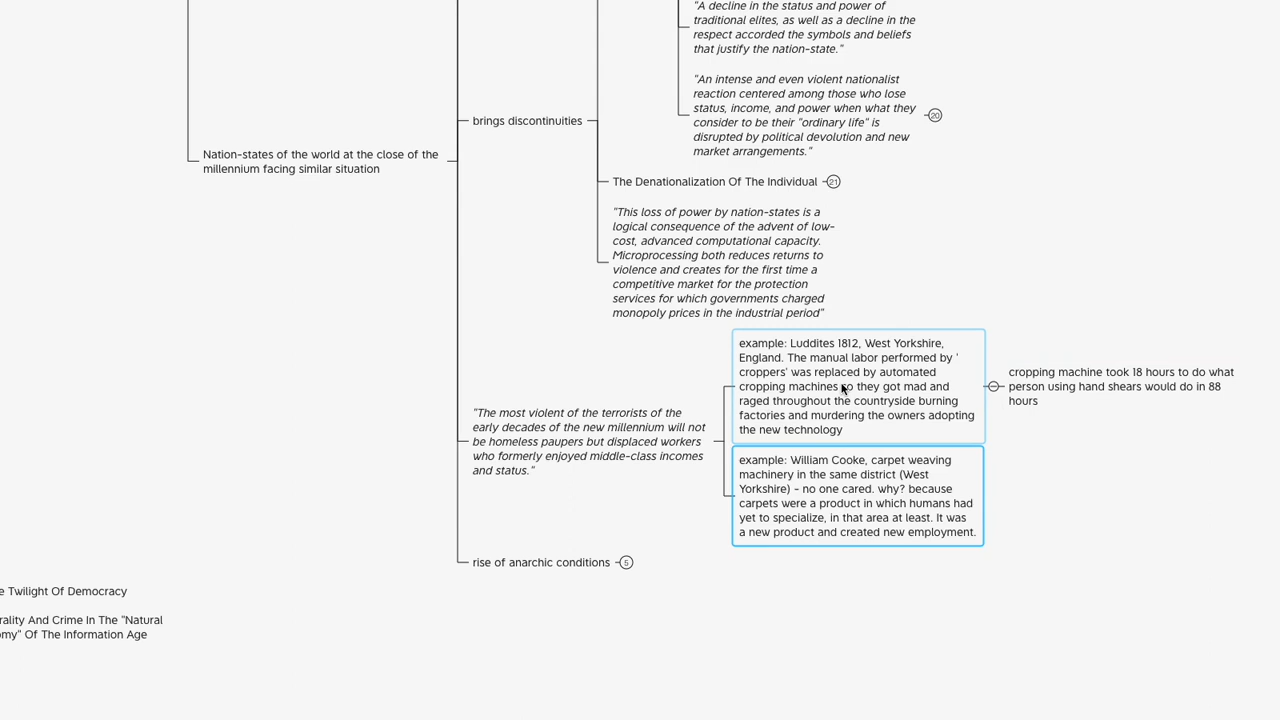 "A decline in the status and power of
traditional elites, as well as a decline in the
respect accorded the symbols and beliefs
that justify the nation-state."
"An intense and even violent nationalist
reaction centered among those who lose
status, income, and power when what they
consider to be their "ordinary life" is
disrupted by political devolution and new
market arrangements."
20
brings discontinuities
Nation-states of the world at the close of the
millennium facing similar situation
The Denationalization Of The Individual
21
"This loss of power by nation-states is a
logical consequence of the advent of low-
cost, advanced computational capacity.
Microprocessing both reduces returns to
violence and creates for the first time a
competitive market for the protection
services for which governments charged
monopoly prices in the industrial period"
example: Luddites 1812, West Yorkshire,
England. The manual labor performed by '
croppers' was replaced by automated
cropping machines so they got mad and
raged throughout the countryside burning
factories and murdering the owners adopting
the new technology
cropping machine took 18 hours to do what
person using hand shears would do in 88
hours
"The most violent of the terrorists of the
early decades of the new millennium will not
be homeless paupers but displaced workers
who formerly enjoyed middle-class incomes
and status."
example: William Cooke, carpet weaving
machinery in the same district (West
Yorkshire) - no one cared. why? because
carpets were a product in which humans had
yet to specialize, in that area at least. It was
a new product and created new employment.
rise of anarchic conditions
5
e Twilight Of Democracy
rality And Crime In The "Natural
omy" Of The Information Age